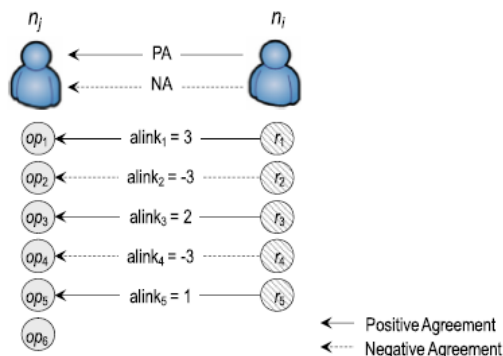 nj ni
PA
NA
op1 alink1 = 3 r1
op2 alink2 = -3 r2
op3 alink3 = 2 r3
op4 alink4 = -3 r4
op5 alink5 = 1 r5
op6
Positive Agreement
Negative Agreement